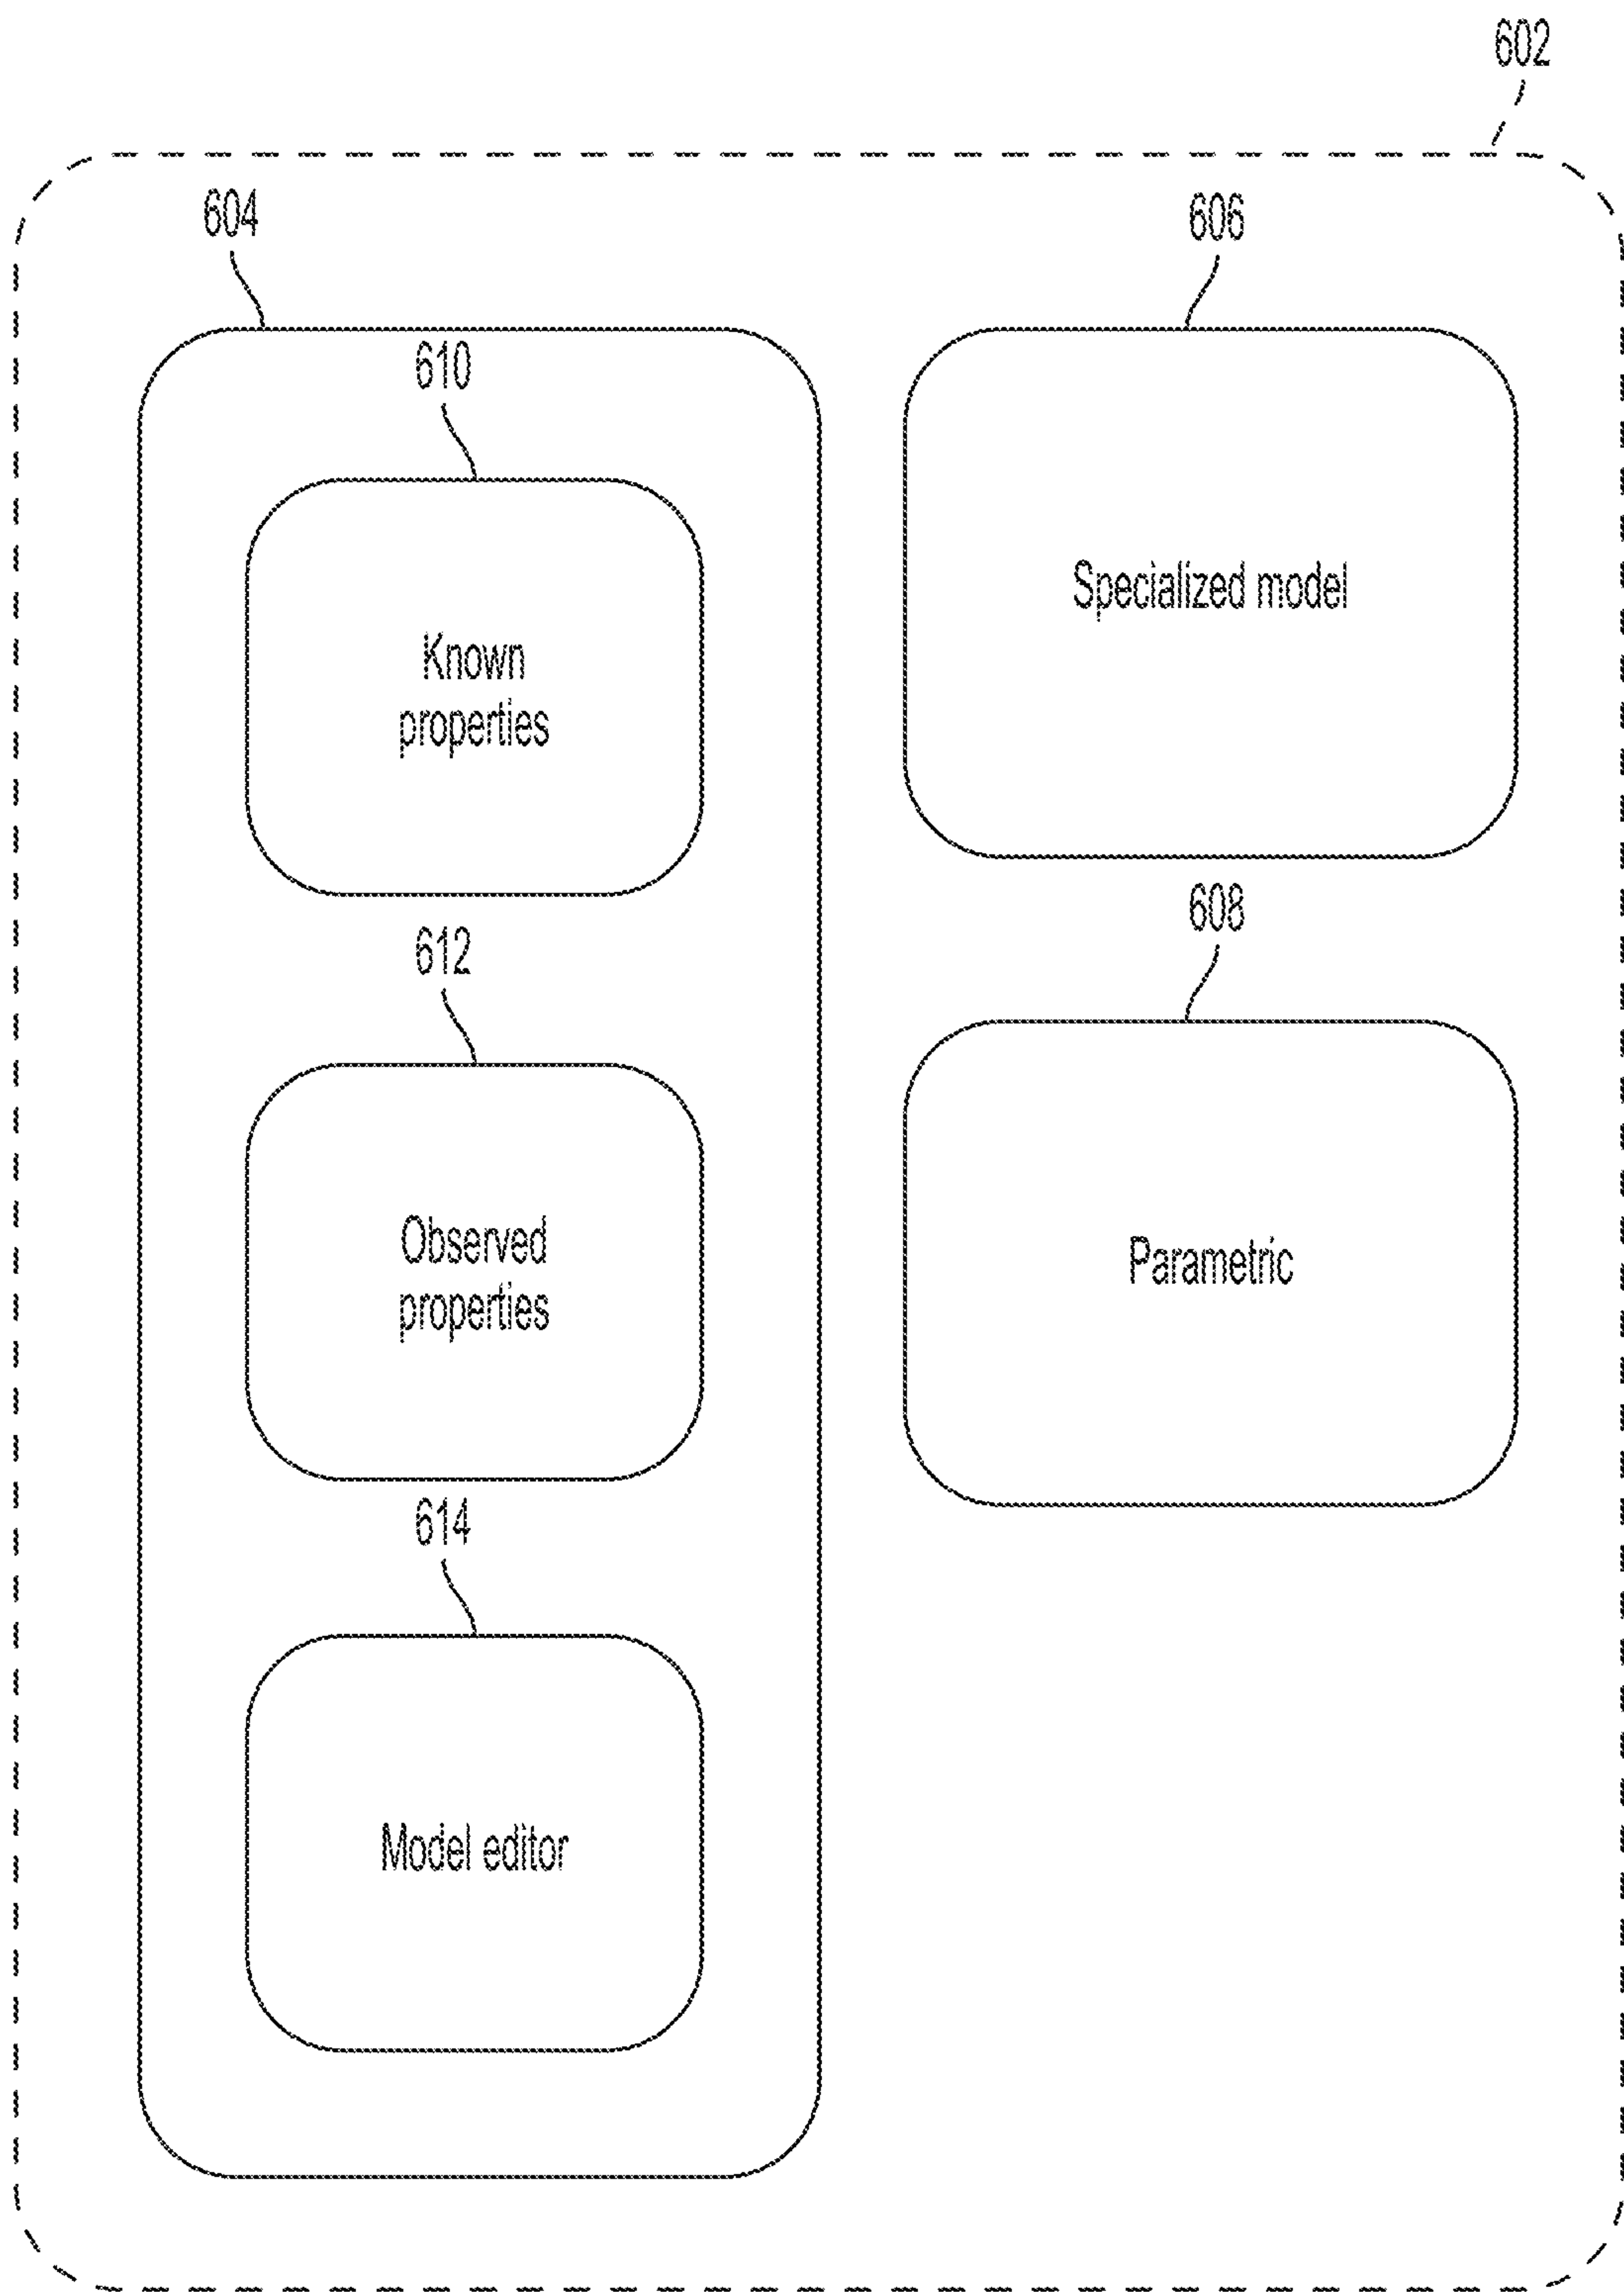 602
604
606
610
Specialized model
Known
properties
608
612
Observed
properties
Parametric
614
Model editor